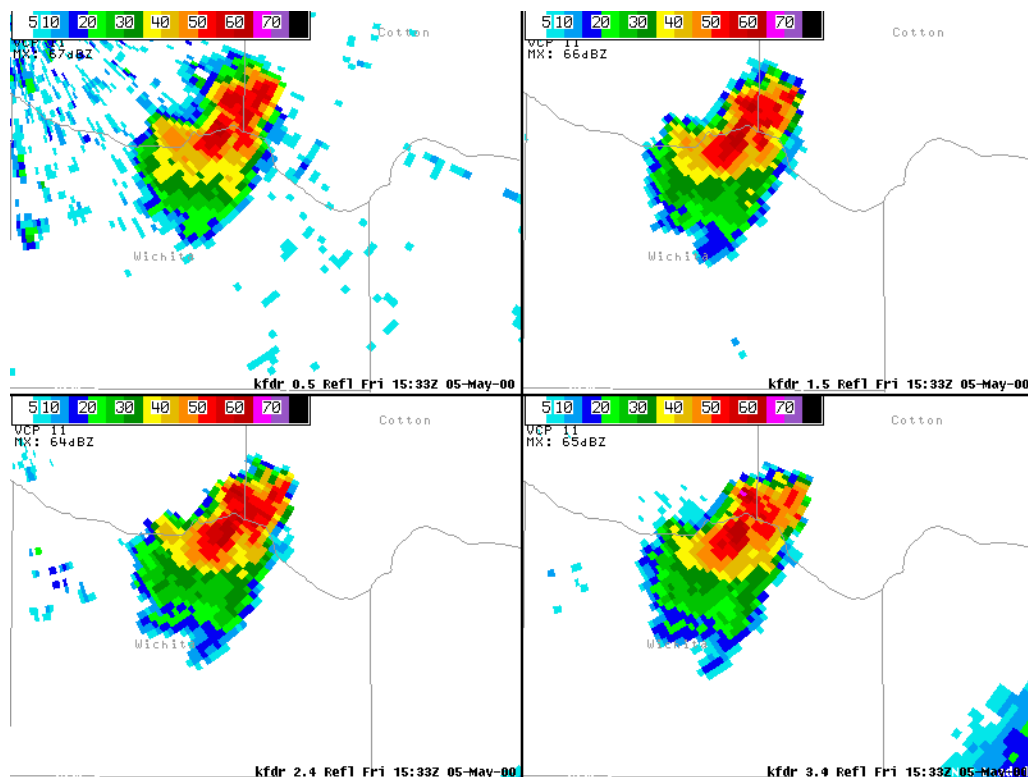 5 10 20 30 40 50 60 70
VCP 11
MX: 67dBZ
Cotton
Wichita
kfdr 0.5 Refl Fri 15:33Z 05-May-00
5 10 20 30 40 50 60 70
VCP 11
MX: 66dBZ
Cotton
Wichita
kfdr 1.5 Refl Fri 15:33Z 05-May-00
5 10 20 30 40 50 60 70
VCP 11
MX: 64dBZ
Cotton
Wichita
kfdr 2.4 Refl Fri 15:33Z 05-May-00
5 10 20 30 40 50 60 70
VCP 11
MX: 65dBZ
Cotton
Wichita
kfdr 3.4 Refl Fri 15:33Z 05-May-00